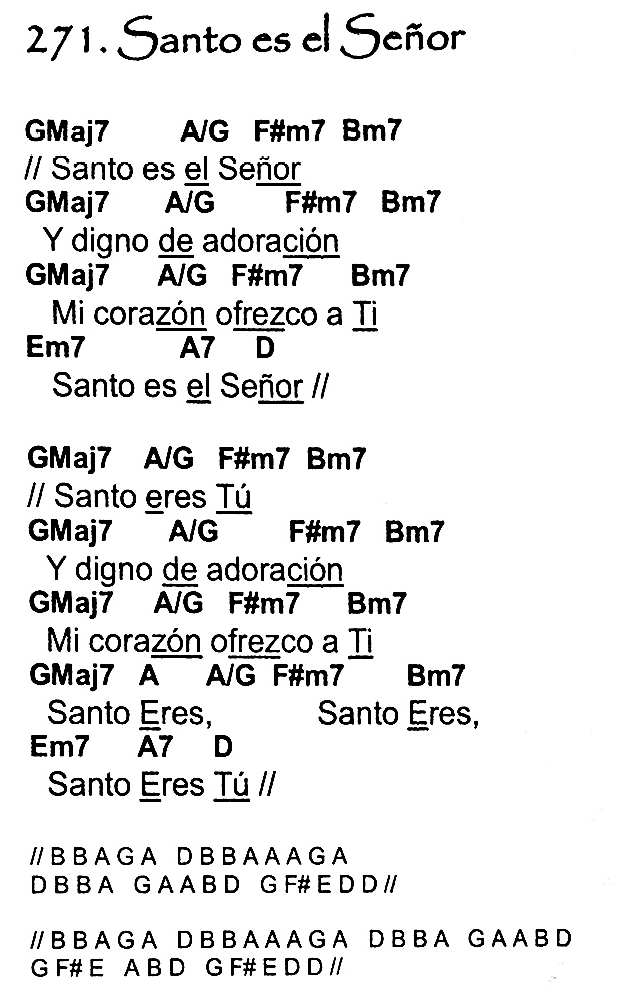 271. Santo es el Señor
GMaj7 A/G F#m7 Bm7
// Santo es el Señor
GMaj7 A/G F#m7 Bm7
Y digno de adoración
GMaj7 A/G F#m7 Bm7
Mi corazón ofrezco a Ti
Em7 A7 D
Santo es el Señor //
GMaj7 A/G F#m7 Bm7
// Santo eres Tú
GMaj7 A/G F#m7 Bm7
Y digno de adoración
GMaj7 A/G F#m7 Bm7
Mi corazón ofrezco a Ti
GMaj7 A A/G F#m7 Bm7
Santo Eres, Santo Eres,
Em7 A7 D
Santo Eres Tú //
//B B A G A D B B A A A G A
D B B A G A A B D G F# E D D//
//B B A G A D B B A A A G A D B B A G A A B D
G F# E A B D G F# E D D//